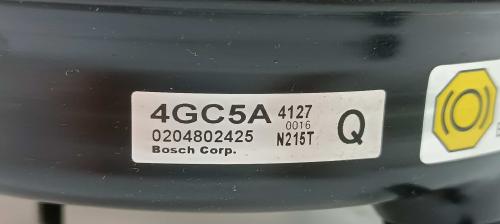 4GC5A 4127
0016
0204802425 N215T Q
Bosch Corp.